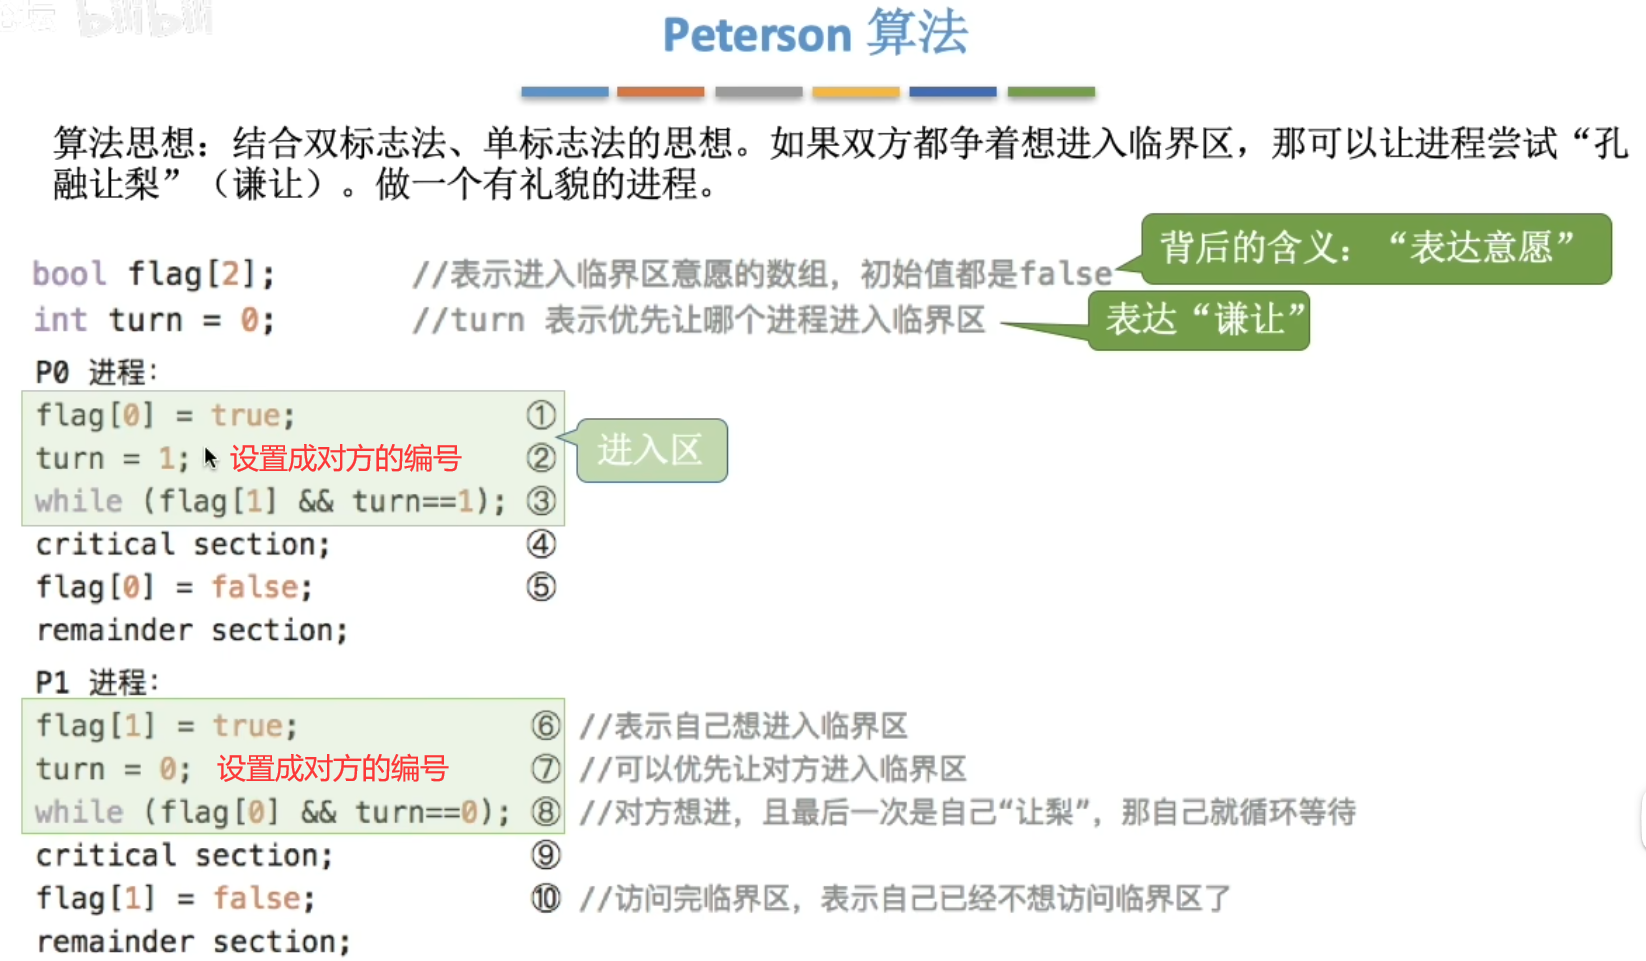 bilibili
Peterson 算法
算法思想：结合双标志法、单标志法的思想。如果双方都争着想进入临界区，那可以让进程尝试“孔
融让梨”（谦让）。做一个有礼貌的进程。
背后的含义：“表达意愿”
bool flag[2]; //表示进入临界区意愿的数组，初始值都是false
int turn = 0; //turn 表示优先让哪个进程进入临界区
表达“谦让”
P0 进程：
flag[0] = true; ①
turn = 1; 设置成对方的编号 ②
进入区
while (flag[1] && turn==1); ③
critical section; ④
flag[0] = false; ⑤
remainder section;
P1 进程：
flag[1] = true; ⑥ //表示自己想进入临界区
turn = 0; 设置成对方的编号 ⑦ //可以优先让对方进入临界区
while (flag[0] && turn==0); ⑧ //对方想进，且最后一次是自己“让梨”，那自己就循环等待
critical section; ⑨
flag[1] = false; ⑩ //访问完临界区，表示自己已经不想访问临界区了
remainder section;